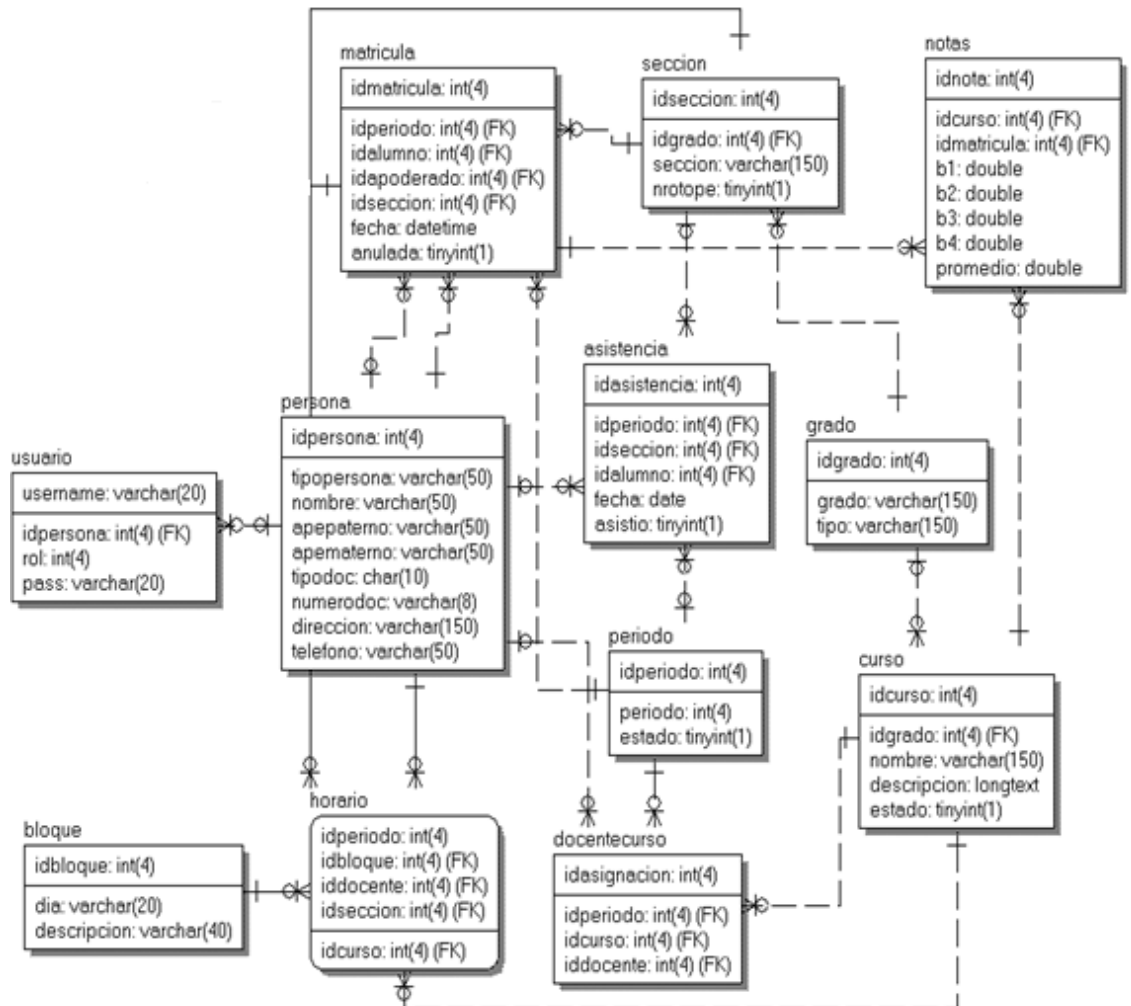 matricula
idmatricula: int(4)
idperiodo: int(4) (FK)
idalumno: int(4) (FK)
idapoderado: int(4) (FK)
idseccion: int(4) (FK)
fecha: datetime
anulada: tinyint(1)
seccion
idseccion: int(4)
idgrado: int(4) (FK)
seccion: varchar(150)
nrotope: tinyint(1)
notas
idnota: int(4)
idcurso: int(4) (FK)
idmatricula: int(4) (FK)
b1: double
b2: double
b3: double
b4: double
promedio: double
asistencia
idasistencia: int(4)
idperiodo: int(4) (FK)
idseccion: int(4) (FK)
idalumno: int(4) (FK)
fecha: date
asistio: tinyint(1)
persona
idpersona: int(4)
tipopersona: varchar(50)
nombre: varchar(50)
apepaterno: varchar(50)
apematerno: varchar(50)
tipodoc: char(10)
numerodoc: varchar(8)
direccion: varchar(150)
telefono: varchar(50)
usuario
username: varchar(20)
idpersona: int(4) (FK)
rol: int(4)
pass: varchar(20)
grado
idgrado: int(4)
grado: varchar(150)
tipo: varchar(150)
periodo
idperiodo: int(4)
periodo: int(4)
estado: tinyint(1)
curso
idcurso: int(4)
idgrado: int(4) (FK)
nombre: varchar(150)
descripcion: longtext
estado: tinyint(1)
bloque
idbloque: int(4)
dia: varchar(20)
descripcion: varchar(40)
horario
idperiodo: int(4)
idbloque: int(4) (FK)
iddocente: int(4) (FK)
idseccion: int(4) (FK)
idcurso: int(4) (FK)
docentecurso
idasignacion: int(4)
idperiodo: int(4) (FK)
idcurso: int(4) (FK)
iddocente: int(4) (FK)